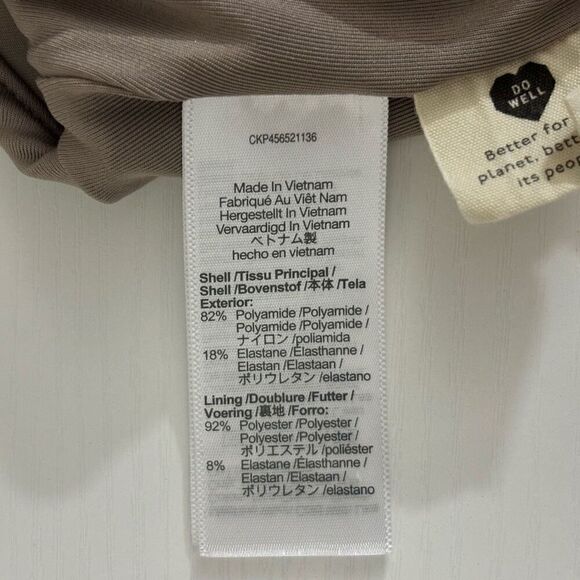 CKP456521136
Made In Vietnam
Fabriqué Au Viêt Nam
Hergestellt In Vietnam
Vervaardigd In Vietnam
ベトナム製
hecho en vietnam
Shell /Tissu Principal /
Shell /Bovenstof /本体 /Tela
Exterior:
82% Polyamide /Polyamide /
Polyamide /Polyamide /
ナイロン /poliamida
18% Elastane /Élasthanne /
Elastan /Elastaan /
ポリウレタン /elastano
Lining /Doublure /Futter /
Voering /裏地 /Forro:
92% Polyester /Polyester /
Polyester /Polyester /
ポリエステル /poliéster
8% Elastane /Élasthanne /
Elastan /Elastaan /
ポリウレタン /elastano
DO
WELL
Better for
planet, bett
its peop